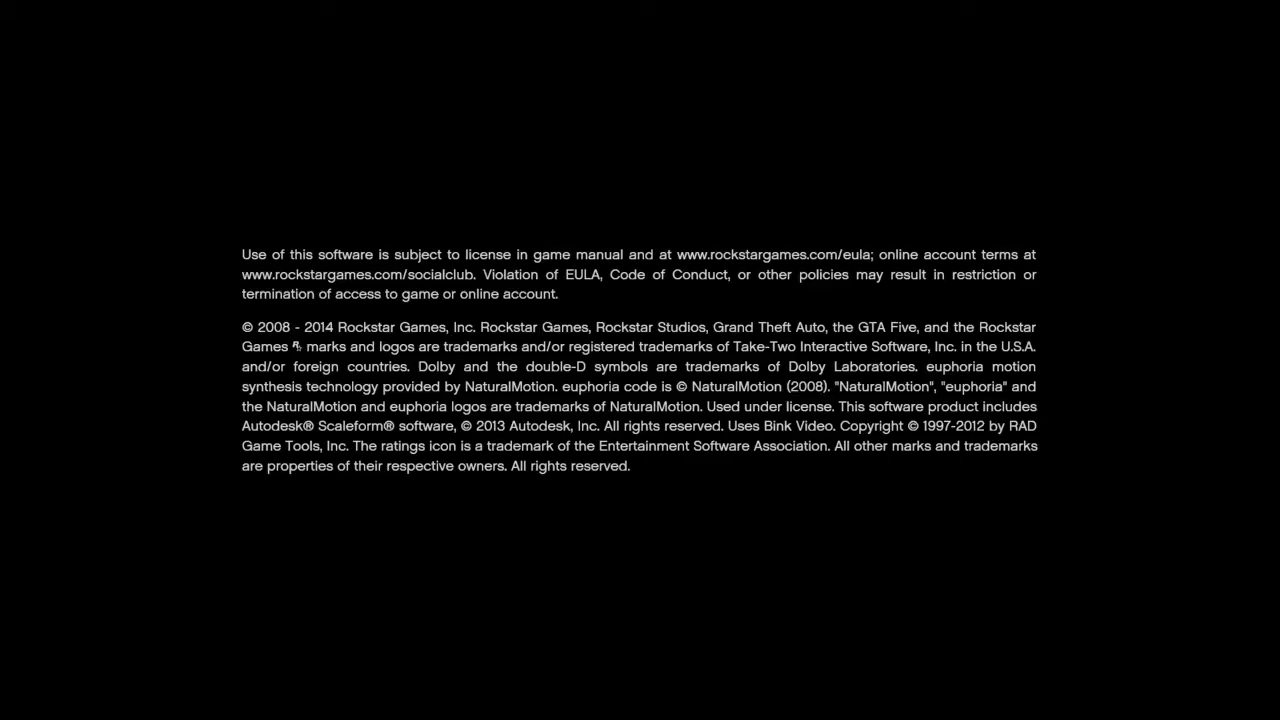 Use of this software is subject to license in game manual and at www.rockstargames.com/eula; online account terms at
www.rockstargames.com/socialclub. Violation of EULA, Code of Conduct, or other policies may result in restriction or
termination of access to game or online account.
© 2008 - 2014 Rockstar Games, Inc. Rockstar Games, Rockstar Studios, Grand Theft Auto, the GTA Five, and the Rockstar
Games R* marks and logos are trademarks and/or registered trademarks of Take-Two Interactive Software, Inc. in the U.S.A.
and/or foreign countries. Dolby and the double-D symbols are trademarks of Dolby Laboratories. euphoria motion
synthesis technology provided by NaturalMotion. euphoria code is © NaturalMotion (2008). "NaturalMotion", "euphoria" and
the NaturalMotion and euphoria logos are trademarks of NaturalMotion. Used under license. This software product includes
Autodesk® Scaleform® software, © 2013 Autodesk, Inc. All rights reserved. Uses Bink Video. Copyright © 1997-2012 by RAD
Game Tools, Inc. The ratings icon is a trademark of the Entertainment Software Association. All other marks and trademarks
are properties of their respective owners. All rights reserved.